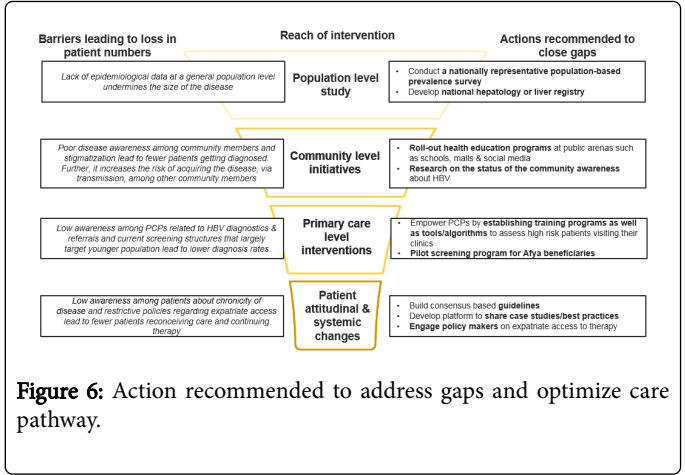 Barriers leading to loss in
patient numbers
Reach of intervention
Actions recommended to
close gaps
Lack of epidemiological data at a general population level
undermines the size of the disease
Population level
study
• Conduct a nationally representative population-based
prevalence survey
• Develop national hepatology or liver registry
Poor disease awareness among community members and
stigmatization lead to fewer patients getting diagnosed.
Further, it increases the risk of acquiring the disease, via
transmission, among other community members
Community level
initiatives
• Roll-out health education programs at public arenas such
as schools, malls & social media
• Research on the status of the community awareness
about HBV
Low awareness among PCPs related to HBV diagnostics &
referrals and current screening structures that largely
target younger population lead to lower diagnosis rates
Primary care
level
interventions
• Empower PCPs by establishing training programs as well
as tools/algorithms to assess high risk patients visiting their
clinics
• Pilot screening program for Afya beneficiaries
Low awareness among patients about chronicity of
disease and restrictive policies regarding expatriate access
lead to fewer patients reconceiving care and continuing
therapy
Patient
attitudinal &
systemic
changes
• Build consensus based guidelines
• Develop platform to share case studies/best practices
• Engage policy makers on expatriate access to therapy
Figure 6: Action recommended to address gaps and optimize care
pathway.